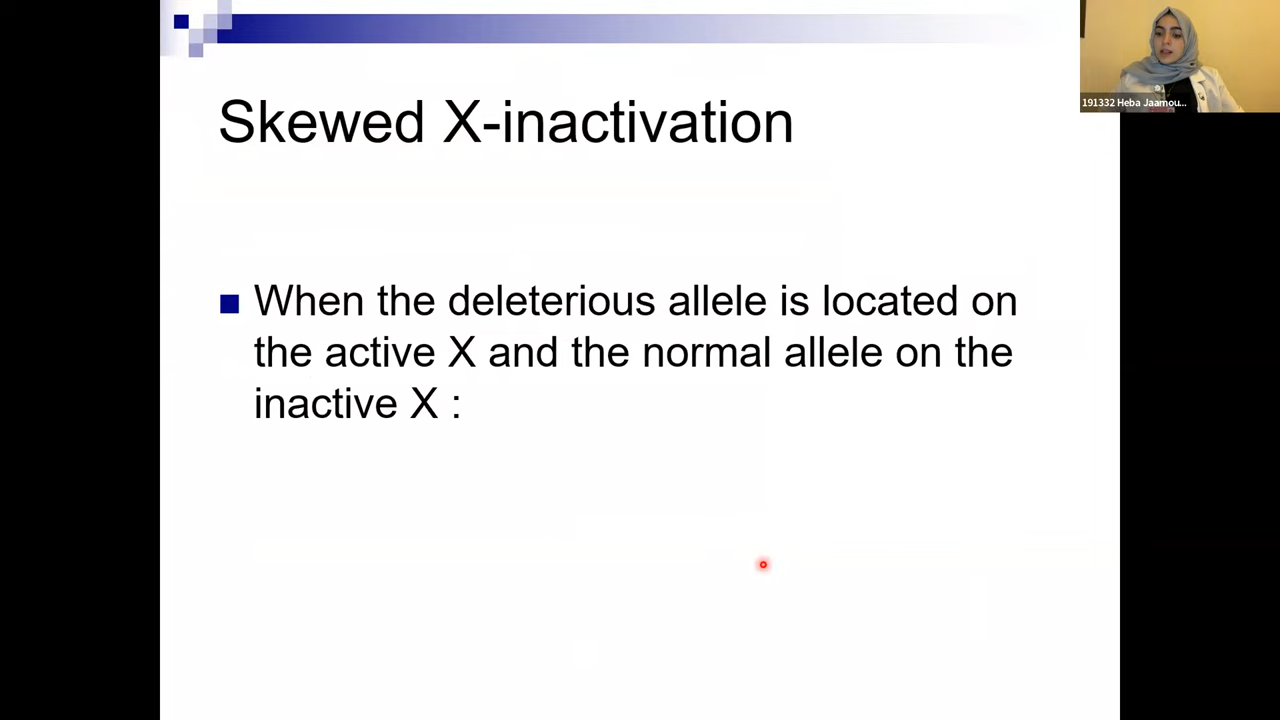 191332 Heba Jaamou...
Skewed X-inactivation
When the deleterious allele is located on
the active X and the normal allele on the
inactive X :